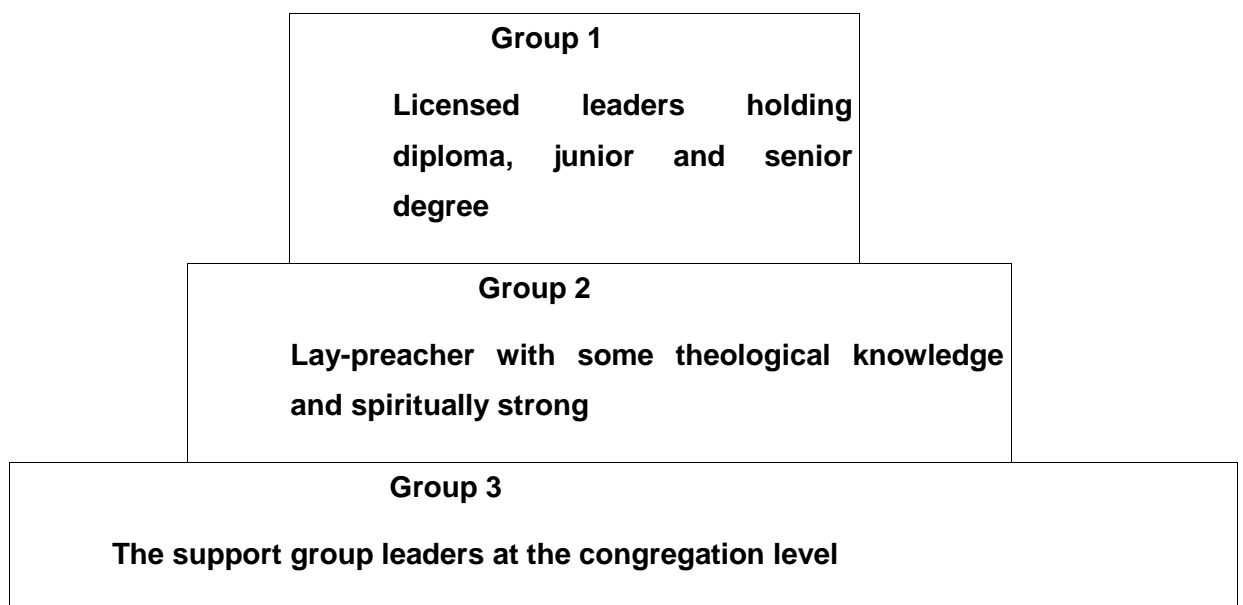 Group 1
Licensed leaders holding
diploma, junior and senior
degree
Group 2
Lay-preacher with some theological knowledge
and spiritually strong
Group 3
The support group leaders at the congregation level